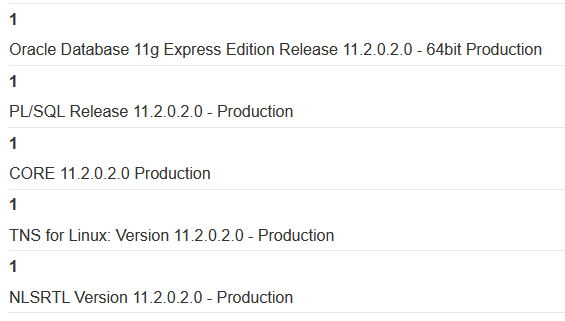 1
Oracle Database 11g Express Edition Release 11.2.0.2.0 - 64bit Production
1
PL/SQL Release 11.2.0.2.0 - Production
1
CORE 11.2.0.2.0 Production
1
TNS for Linux: Version 11.2.0.2.0 - Production
1
NLSRTL Version 11.2.0.2.0 - Production